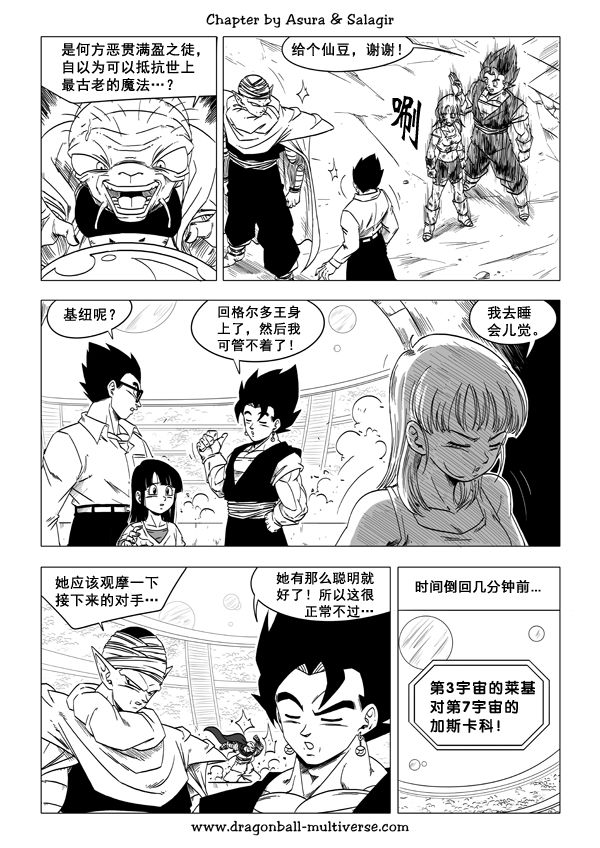 Chapter by Asura & Salagir
是何方恶贯满盈之徒，
自以为可以抵抗世上
最古老的魔法…？
给个仙豆，谢谢！
唰
基纽呢？
回格尔多王身
上了，然后我
可管不着了！
我去睡
会儿觉。
她应该观摩一下
接下来的对手…
她有那么聪明就
好了！所以这很
正常不过…
时间倒回几分钟前...
第3宇宙的莱基
对第7宇宙的
加斯卡科！
www.dragonball-multiverse.com